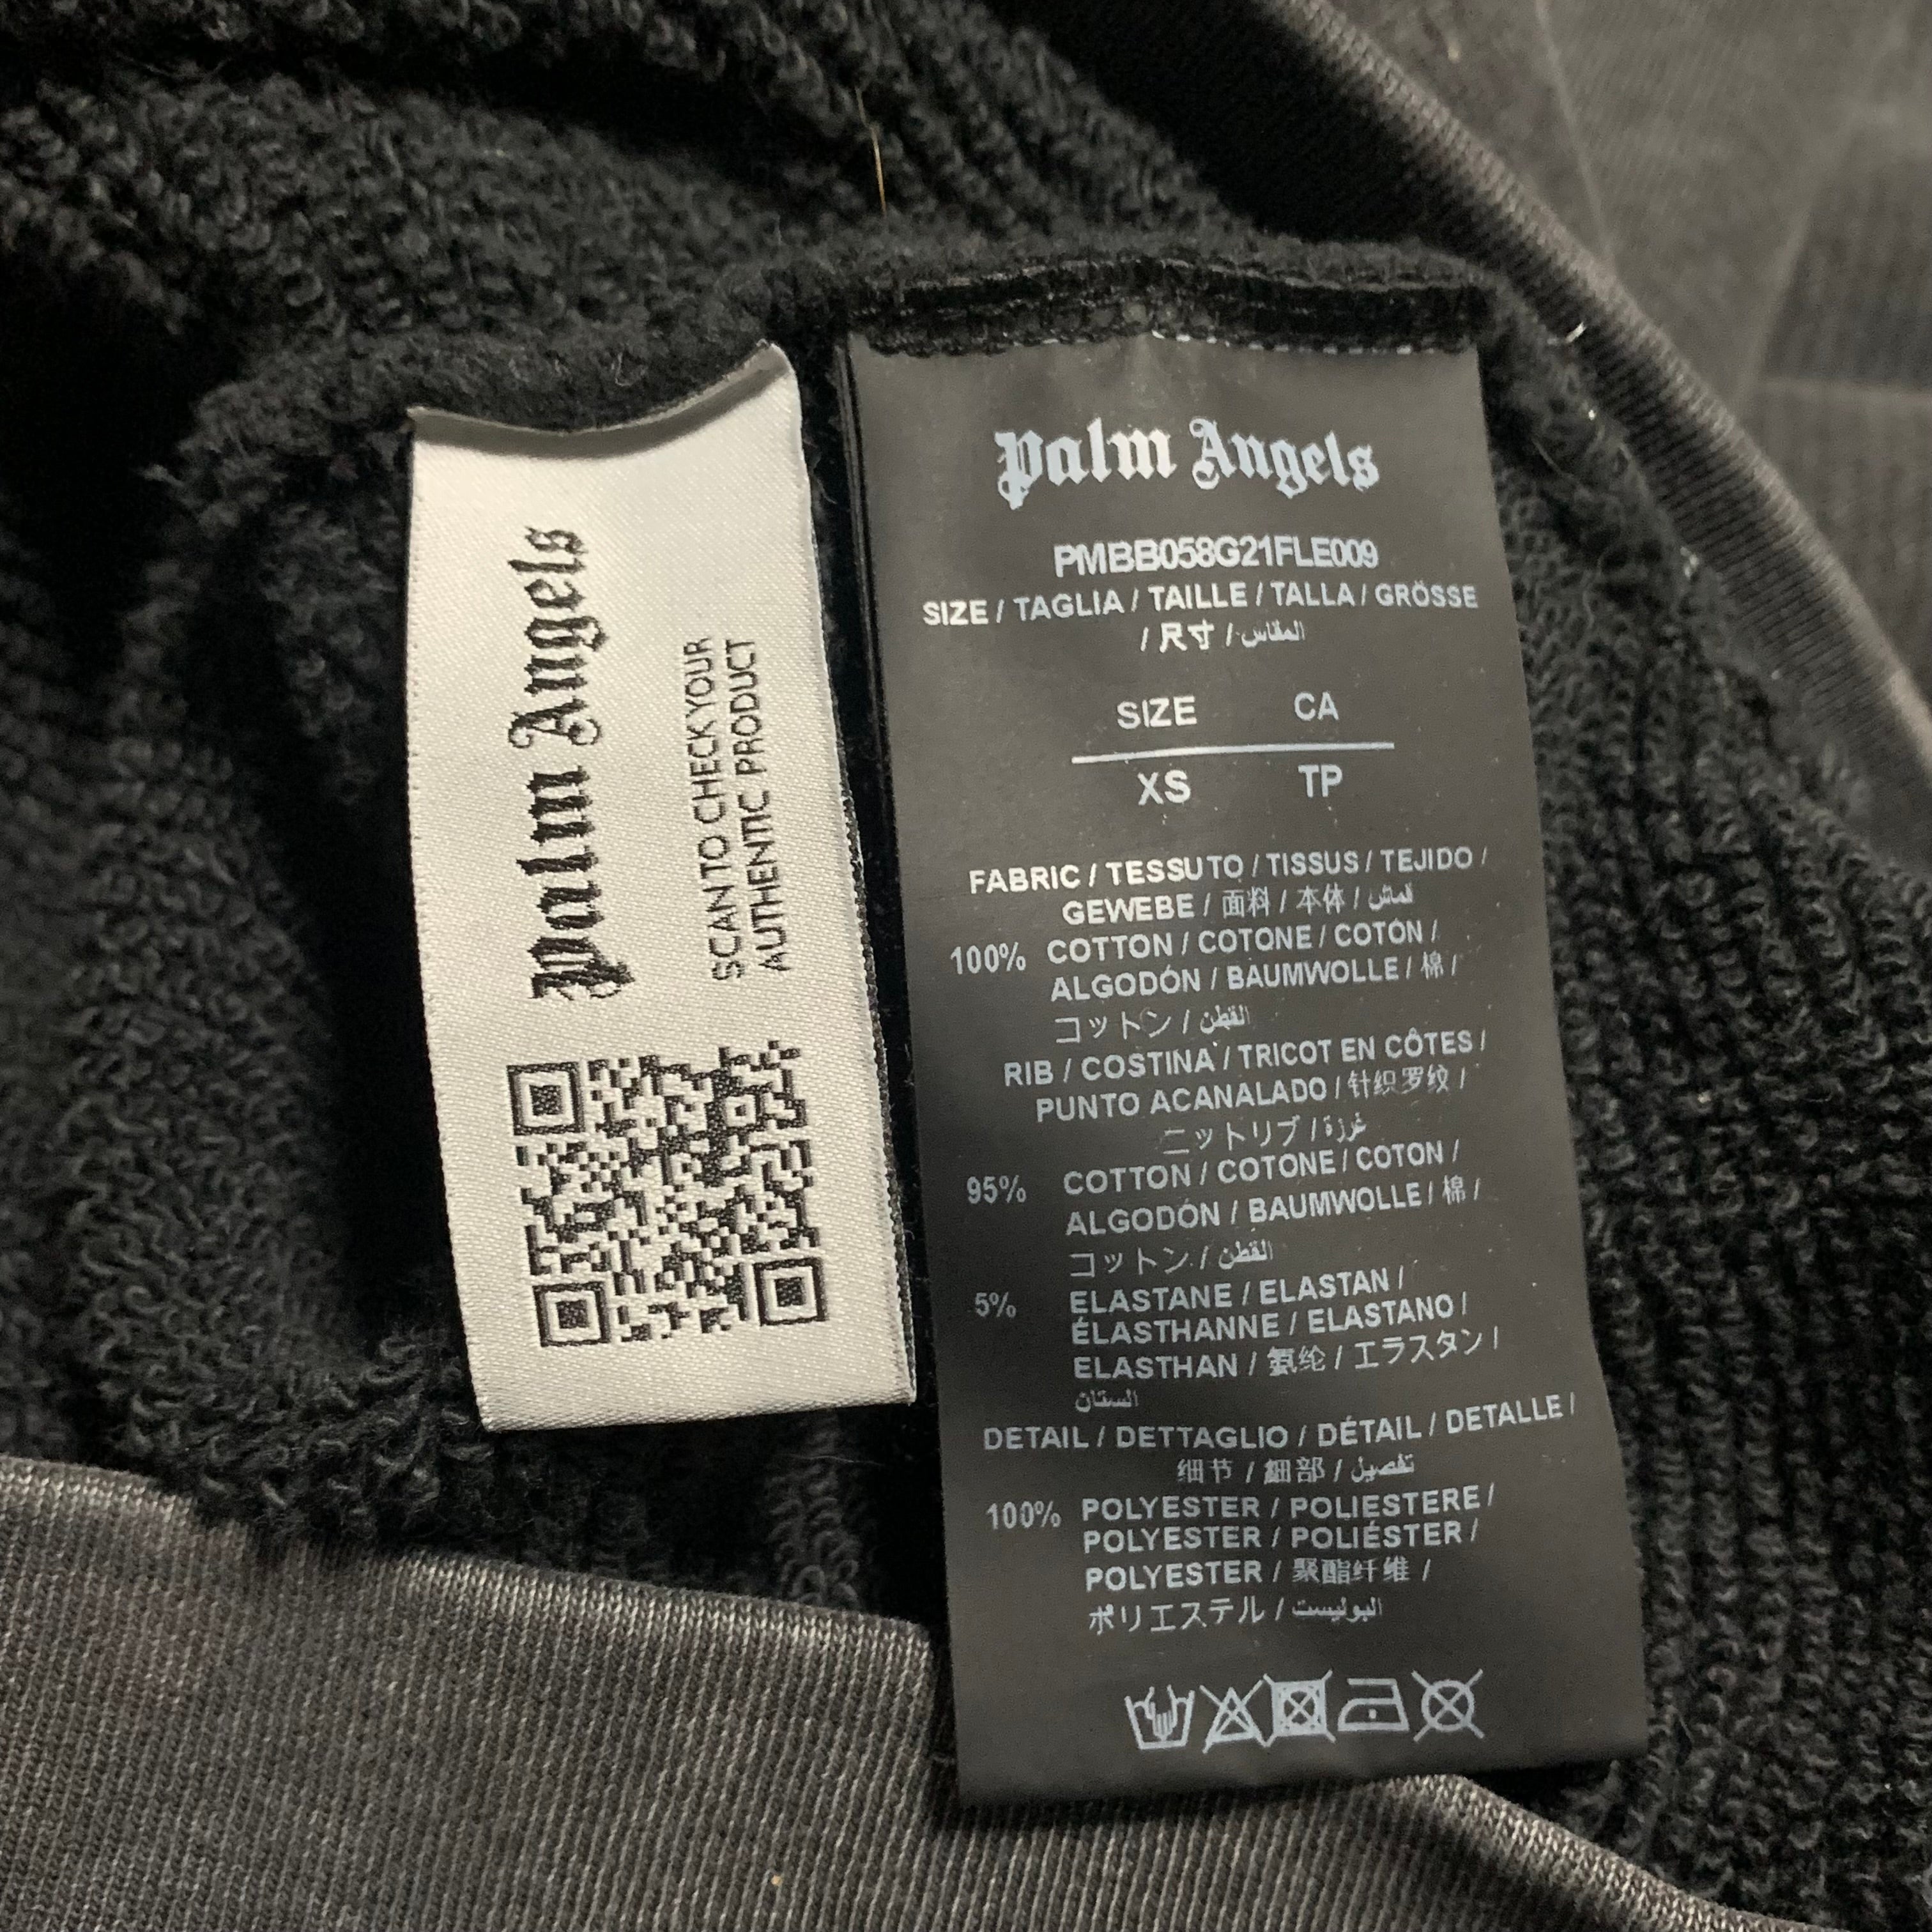 Palm Angels
SCAN TO CHECK YOUR
AUTHENTIC PRODUCT
Palm Angels
PMBB058G21FLE009
SIZE / TAGLIA / TAILLE / TALLA / GRÖSSE
/ 尺寸 / المقاس
SIZE CA
XS TP
FABRIC / TESSUTO / TISSUS / TEJIDO /
GEWEBE / 面料 / 本体 /
100% COTTON / COTONE / COTON /
ALGODÓN / BAUMWOLLE / 棉 /
コットン / القطن
RIB / COSTINA / TRICOT EN CÔTES /
PUNTO ACANALADO / 针织罗纹 /
ニットリブ / غرزة
95% COTTON / COTONE / COTON /
ALGODÓN / BAUMWOLLE / 棉 /
コットン / القطن
5% ELASTANE / ELASTAN /
ÉLASTHANNE / ELASTANO /
ELASTHAN / 氨纶 / エラスタン /
الستان
DETAIL / DETTAGLIO / DÉTAIL / DETALLE /
细节 / 細部 / تفصيل
100% POLYESTER / POLIESTERE /
POLYESTER / POLIÉSTER /
POLYESTER / 聚酯纤维 /
ポリエステル / البوليست